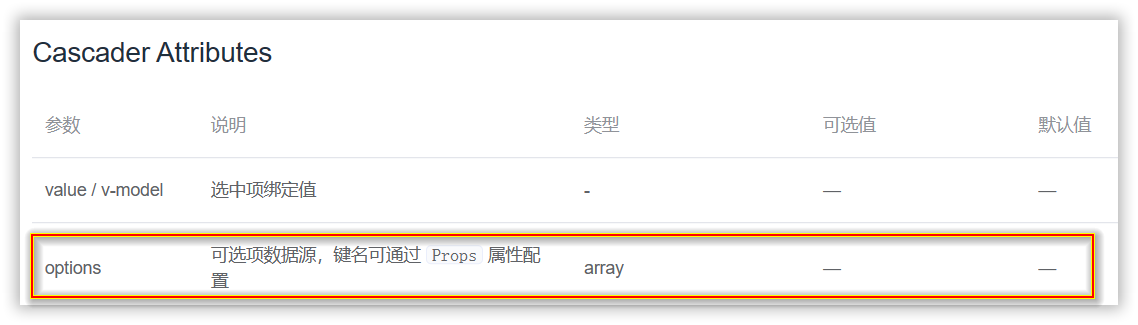 Cascader Attributes
参数 说明 类型 可选值 默认值
value / v-model 选中项绑定值 - — —
options 可选项数据源，键名可通过 Props 属性配置 array — —